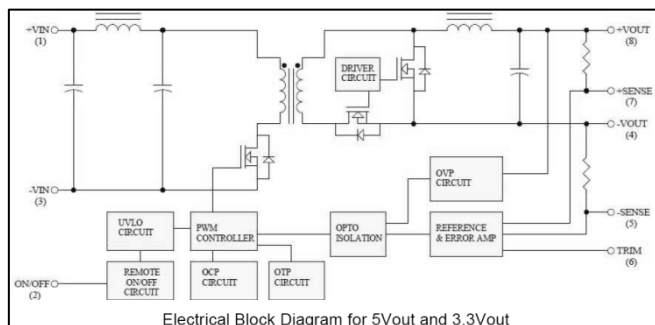 +VIN
(1)
+VOUT
(8)
DRIVER
CIRCUIT
+SENSE
(7)
-VOUT
(4)
-VIN
(3)
OVP
CIRCUIT
UVLO
CIRCUIT
PWM
CONTROLLER
OPTO
ISOLATION
REFERENCE
& ERROR AMP
-SENSE
(5)
TRIM
(6)
ON/OFF
(2)
REMOTE
ON/OFF
CIRCUIT
OCP
CIRCUIT
OTP
CIRCUIT
Electrical Block Diagram for 5Vout and 3.3Vout